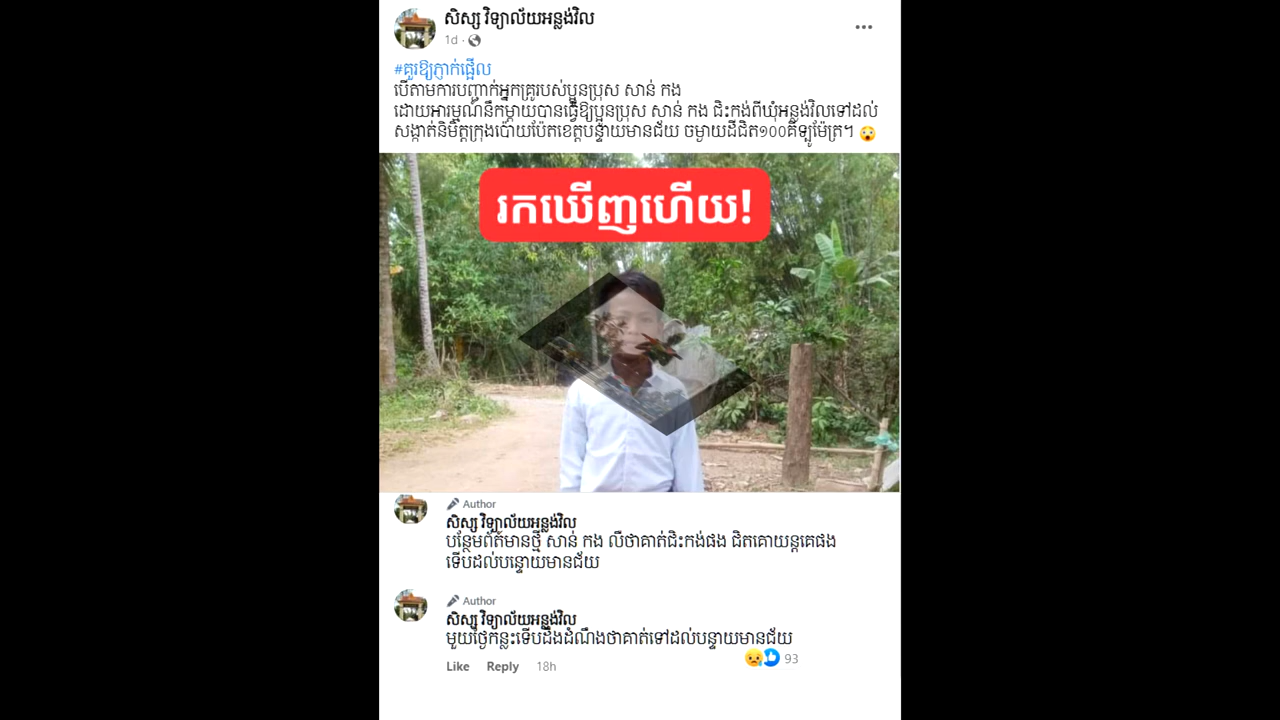 សិស្ស វិទ្យាល័យអន្លង់វិល
1d
#គួរឱ្យភ្ញាក់ផ្អើល
បើតាមការបញ្ជាក់អ្នកគ្រូរបស់ប្អូនប្រុស សាន់ កង
ដោយអារម្មណ៍នឹកម្តាយបានធ្វើឱ្យប្អូនប្រុស សាន់ កង ជិះកង់ពីឃុំអន្លង់វិលទៅដល់
សង្កាត់និមិត្តក្រុងប៉ោយប៉ែតខេត្តបន្ទាយមានជ័យ ចម្ងាយដីជិត១០០គីឡូម៉ែត្រ។ 😲
រកឃើញហើយ!
Author
សិស្ស វិទ្យាល័យអន្លង់វិល
បន្ថែមព័ត៌មានថ្មី សាន់ កង លឺថាគាត់ជិះកង់ផង ជិតគោយន្តគេផង
ទើបដល់បន្ទោយមានជ័យ
Author
សិស្ស វិទ្យាល័យអន្លង់វិល
មួយថ្ងៃកន្លះទើបដឹងដំណឹងថាគាត់ទៅដល់បន្ទាយមានជ័យ
Like Reply 18h 93